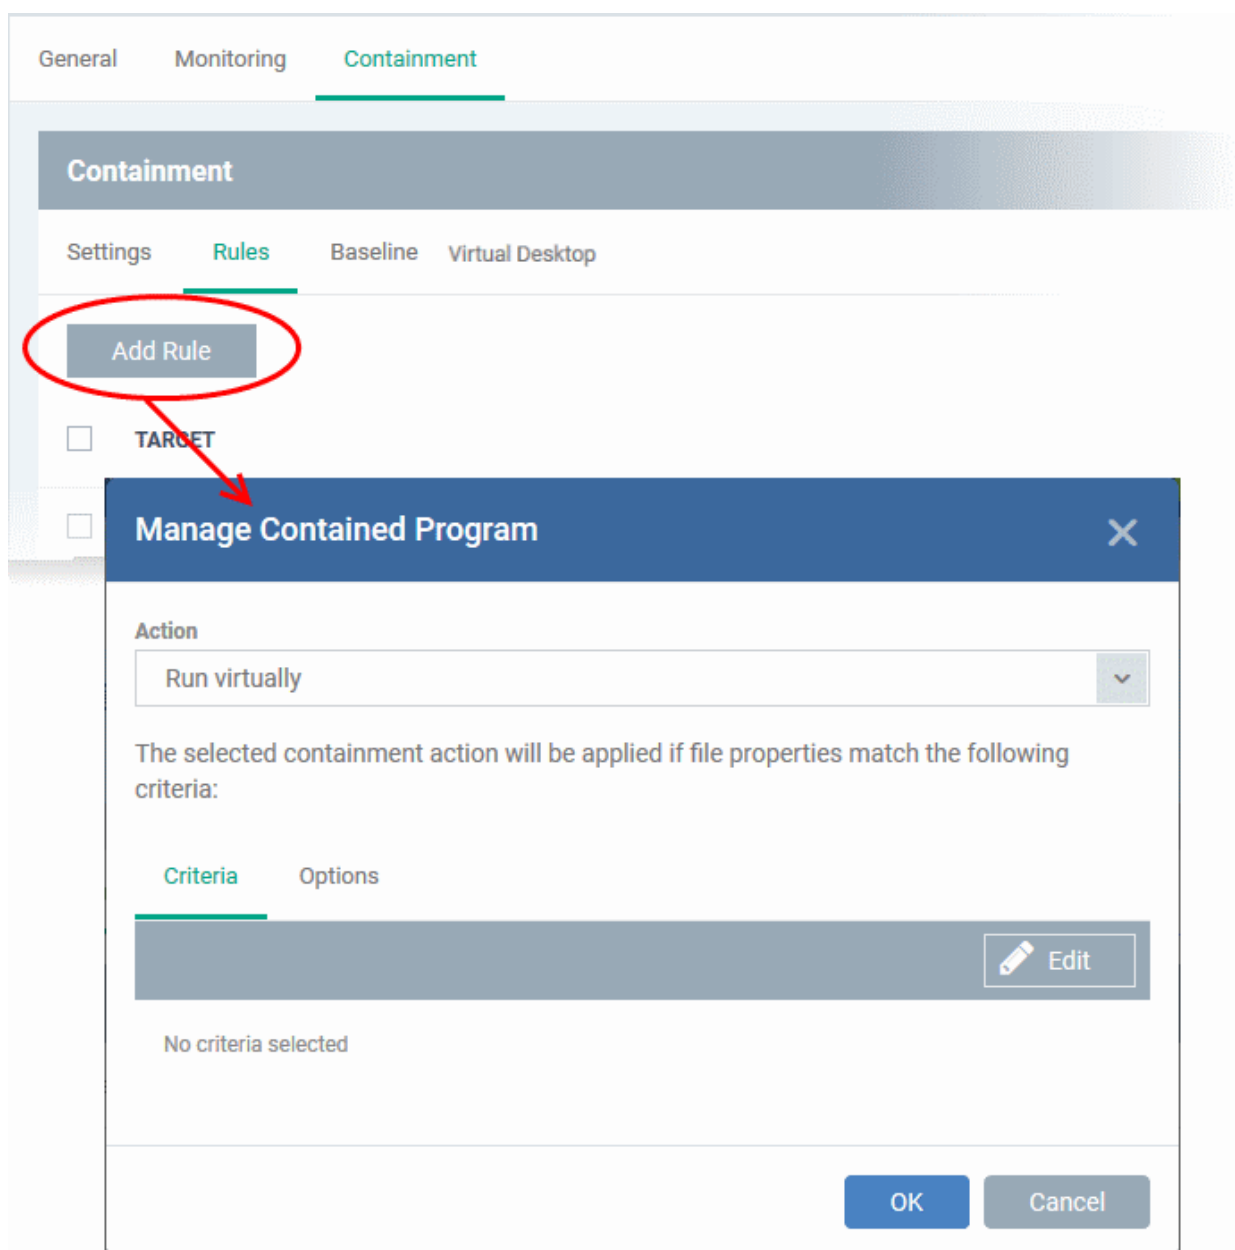 General Monitoring Containment
Containment
Settings Rules Baseline Virtual Desktop
Add Rule
TARGET
Manage Contained Program
Action
Run virtually
The selected containment action will be applied if file properties match the following
criteria:
Criteria Options
Edit
No criteria selected
OK Cancel